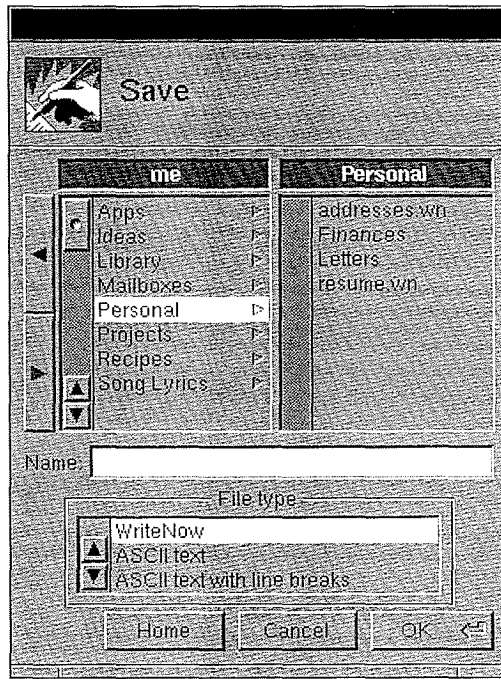 Save
me
Apps
Ideas
Library
Mailboxes
Personal
Projects
Recipes
Song Lyrics
Personal
addresses.wn
Finances
Letters
resume.wn
Name:
File type
WriteNow
ASCII text
ASCII text with line breaks
Home Cancel OK